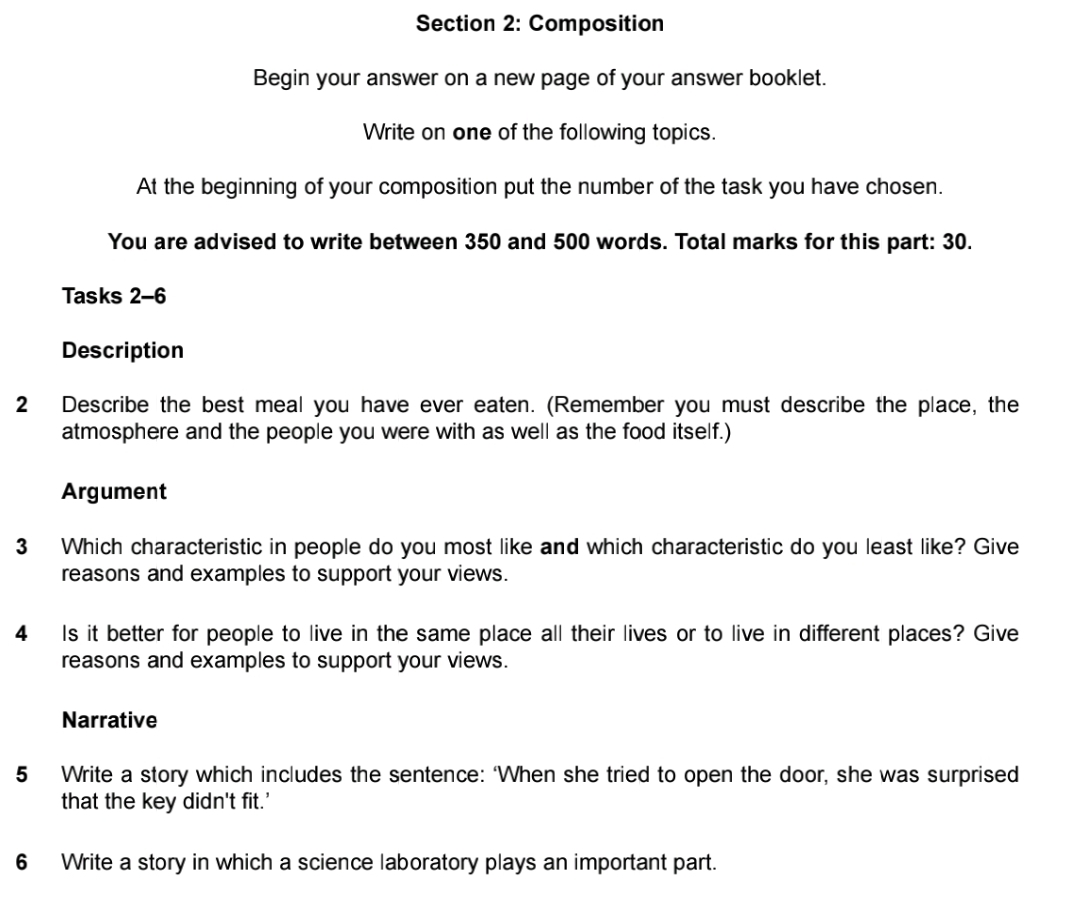 Section 2: Composition
Begin your answer on a new page of your answer booklet.
Write on one of the following topics.
At the beginning of your composition put the number of the task you have chosen.
You are advised to write between 350 and 500 words. Total marks for this part: 30.
Tasks 2–6
Description
2 Describe the best meal you have ever eaten. (Remember you must describe the place, the
atmosphere and the people you were with as well as the food itself.)
Argument
3 Which characteristic in people do you most like and which characteristic do you least like? Give
reasons and examples to support your views.
4 Is it better for people to live in the same place all their lives or to live in different places? Give
reasons and examples to support your views.
Narrative
5 Write a story which includes the sentence: ‘When she tried to open the door, she was surprised
that the key didn't fit.’
6 Write a story in which a science laboratory plays an important part.